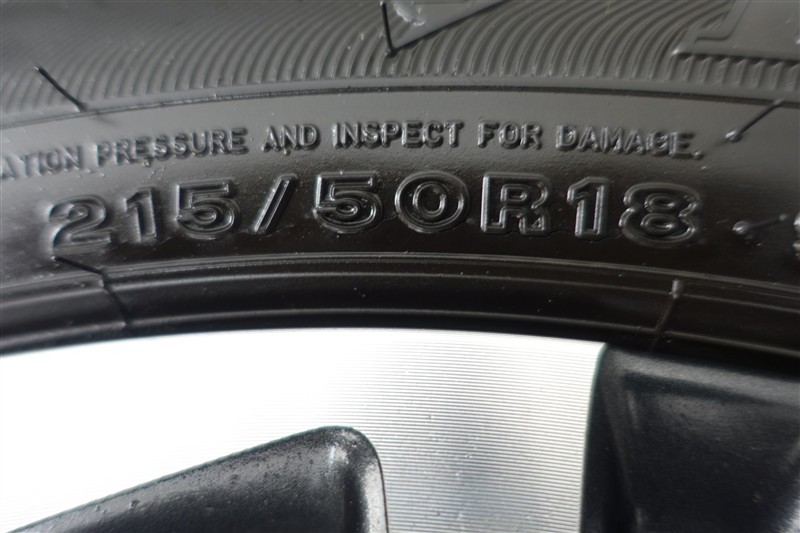 ATION PRESSURE AND INSPECT FOR DAMAGE.
215/50R18